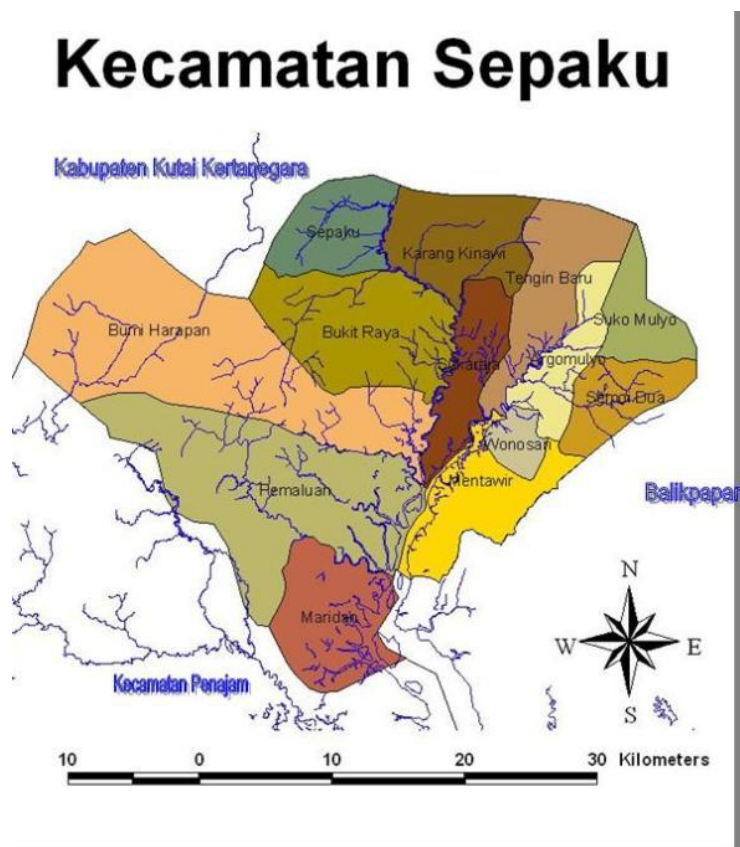 Kecamatan Sepaku
Kabupaten Kutai Kertanegara
Sepaku
Karang Kinawi
Tengin Baru
Bumi Harapan
Bukit Raya
Suko Mulyo
Argomulyo
Semoi Dua
Wonosari
Mentawir
Pemaluan
Balikpapan
N
W E
S
Maridan
Kecamatan Penajam
10 0 10 20 30 Kilometers